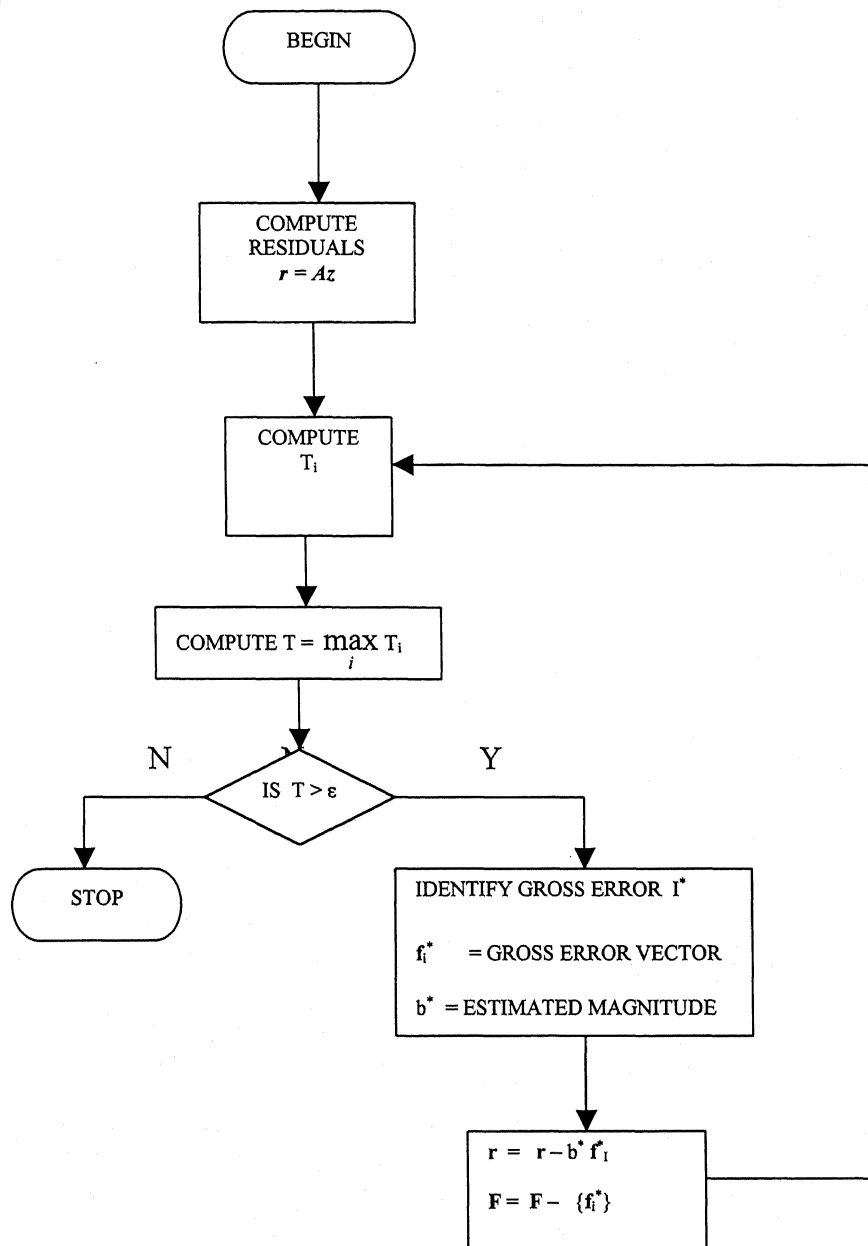 BEGIN
COMPUTE
RESIDUALS
r = Az
COMPUTE
Tᵢ
COMPUTE T = max Tᵢ
i
N
Y
IS T > ε
STOP
IDENTIFY GROSS ERROR I*
fᵢ* = GROSS ERROR VECTOR
b* = ESTIMATED MAGNITUDE
r = r – b* f*I
F = F – {fᵢ*}